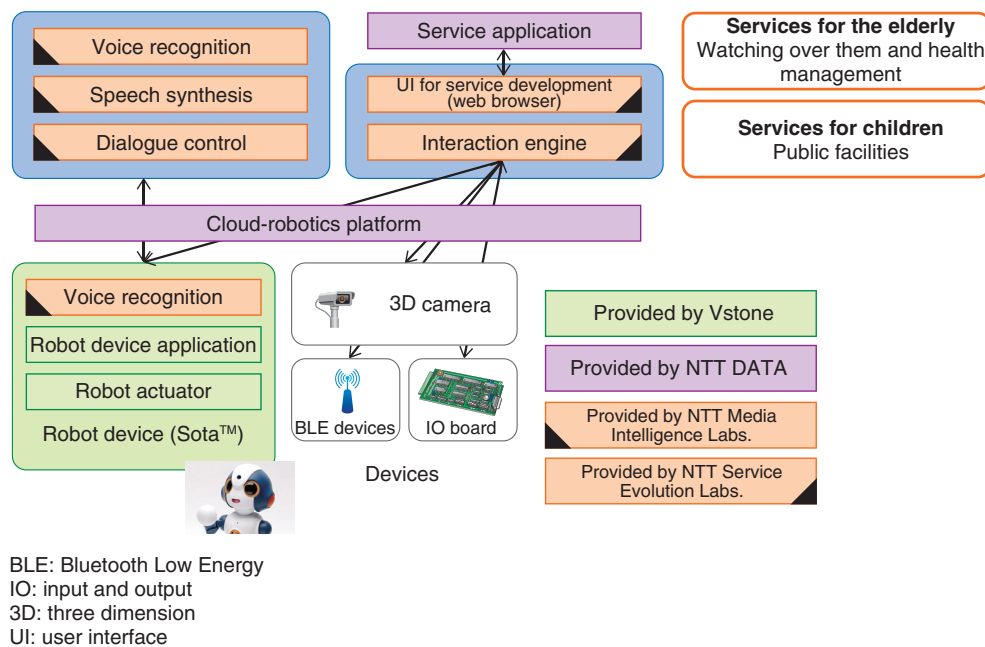 Voice recognition
Speech synthesis
Dialogue control
Service application
UI for service development
(web browser)
Interaction engine
Services for the elderly
Watching over them and health
management
Services for children
Public facilities
Cloud-robotics platform
Voice recognition
Robot device application
Robot actuator
Robot device (Sota™)
3D camera
BLE devices
IO board
Devices
Provided by Vstone
Provided by NTT DATA
Provided by NTT Media
Intelligence Labs.
Provided by NTT Service
Evolution Labs.
BLE: Bluetooth Low Energy
IO: input and output
3D: three dimension
UI: user interface